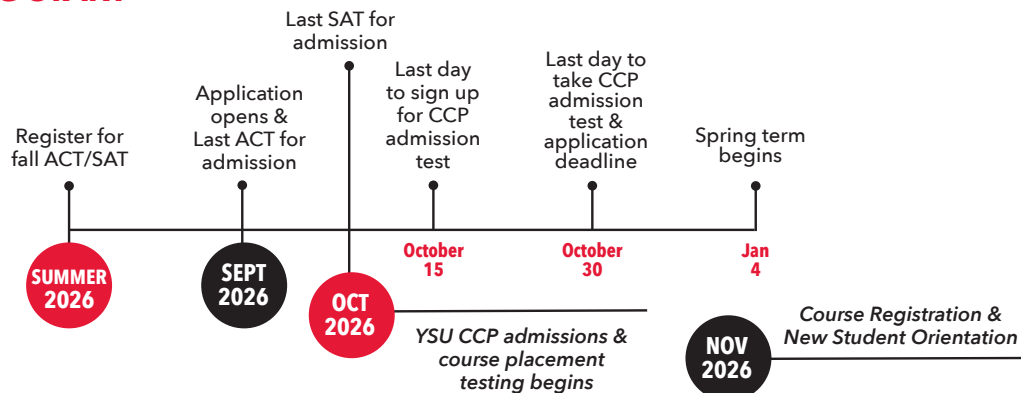 Last SAT for
admission
Register for
fall ACT/SAT
Application
opens &
Last ACT for
admission
Last day
to sign up
for CCP
admission
test
Last day to
take CCP
admission
test &
application
deadline
Spring term
begins
SUMMER
2026
SEPT
2026
OCT
2026
October
15
October
30
Jan
4
YSU CCP admissions &
course placement
testing begins
NOV
2026
Course Registration &
New Student Orientation